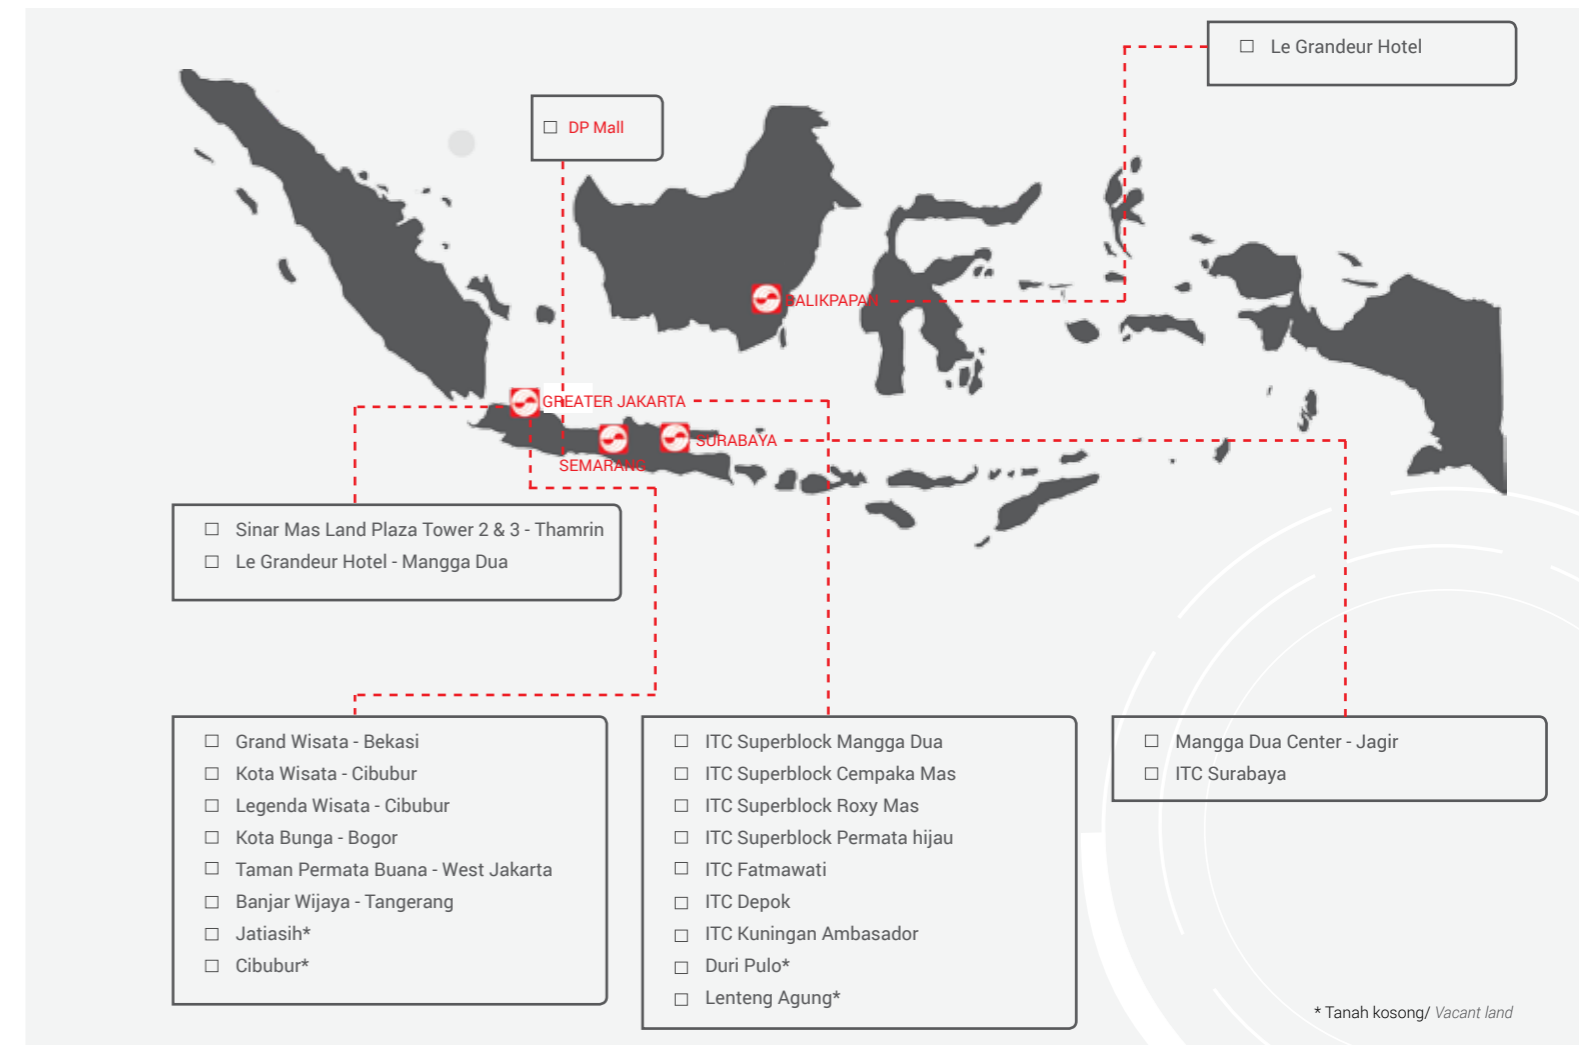 ☐ Le Grandeur Hotel
☐ DP Mall
BALIKPAPAN
GREATER JAKARTA
SURABAYA
SEMARANG
☐ Sinar Mas Land Plaza Tower 2 & 3 - Thamrin
☐ Le Grandeur Hotel - Mangga Dua
☐ Grand Wisata - Bekasi
☐ Kota Wisata - Cibubur
☐ Legenda Wisata - Cibubur
☐ Kota Bunga - Bogor
☐ Taman Permata Buana - West Jakarta
☐ Banjar Wijaya - Tangerang
☐ Jatiasih*
☐ Cibubur*
☐ ITC Superblock Mangga Dua
☐ ITC Superblock Cempaka Mas
☐ ITC Superblock Roxy Mas
☐ ITC Superblock Permata hijau
☐ ITC Fatmawati
☐ ITC Depok
☐ ITC Kuningan Ambasador
☐ Duri Pulo*
☐ Lenteng Agung*
☐ Mangga Dua Center - Jagir
☐ ITC Surabaya
* Tanah kosong/ Vacant land